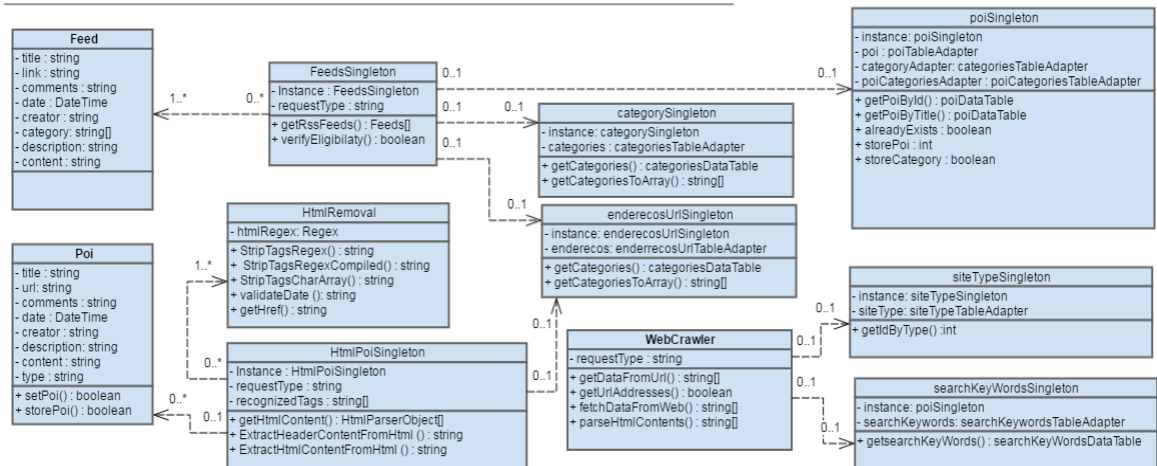 Feed
- title : string
- link : string
- comments : string
- date : DateTime
- creator : string
- category: string[]
- description: string
- content : string
1..*
0..*
FeedsSingleton
- Instance : FeedsSingleton
- requestType : string
+ getRssFeeds() : Feeds[]
+ verifyEligibilaty() : boolean
0..1
0..1
0..1
0..1
poiSingleton
- instance: poiSingleton
- poi : poiTableAdapter
- categoryAdapter: categoriesTableAdapter
- poiCategoriesAdapter : poiCategoriesTableAdapter
+ getPoiById() : poiDataTable
+ getPoiByTitle() : poiDataTable
+ alreadyExists : boolean
+ storePoi : int
+ storeCategory : boolean
0..1
categorySingleton
- instance: categorySingleton
- categories : categoriesTableAdapter
+ getCategories() : categoriesDataTable
+ getCategoriesToArray() : string[]
0..1
enderecosUrlSingleton
- instance: enderecosUrlSingleton
- enderecos: enderrecosUrlTableAdapter
+ getCategories() : categoriesDataTable
+ getCategoriesToArray() : string[]
HtmlRemoval
- htmlRegex: Regex
+ StripTagsRegex() : string
+ StripTagsRegexCompiled() : string
+ StripTagsCharArray() : string
+ validateDate (): string
+ getHref() : string
1..*
0..*
Poi
- title : string
- url: string
- comments : string
- date : DateTime
- creator : string
- description: string
- content : string
- type : string
+ setPoi() : boolean
+ storePoi() : boolean
0..*
0..1
HtmlPoiSingleton
- Instance : HtmlPoiSingleton
- requestType : string
- recognizedTags : string[]
+ getHtmlContent() : HtmlParserObject[]
+ ExtractHeaderContentFromHtml () : string
+ ExtractHtmlContentFromHtml () : string
0..1
0..1
WebCrawler
- requestType : string
+ getDataFromUrl() : string[]
+ getUrlAddresses() : boolean
+ fetchDataFromWeb() : string[]
+ parseHtmlContents() : string[]
0..1
0..1
0..1
0..1
siteTypeSingleton
- instance: siteTypeSingleton
- siteType: siteTypeTableAdapter
+ getIdByType() :int
searchKeyWordsSingleton
- instance: poiSingleton
- searchKeywords: searchKeywordsTableAdapter
+ getsearchKeyWords() : searchKeyWordsDataTable